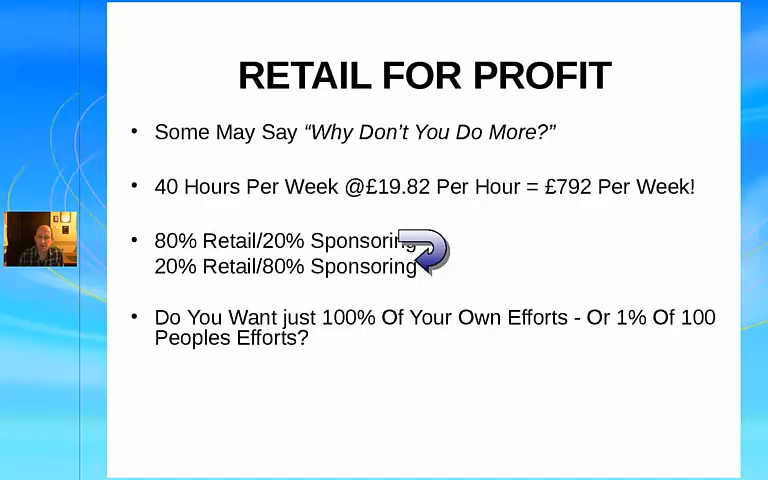 RETAIL FOR PROFIT
• Some May Say “Why Don’t You Do More?”
• 40 Hours Per Week @£19.82 Per Hour = £792 Per Week!
• 80% Retail/20% Sponsoring
20% Retail/80% Sponsoring
• Do You Want just 100% Of Your Own Efforts - Or 1% Of 100
Peoples Efforts?